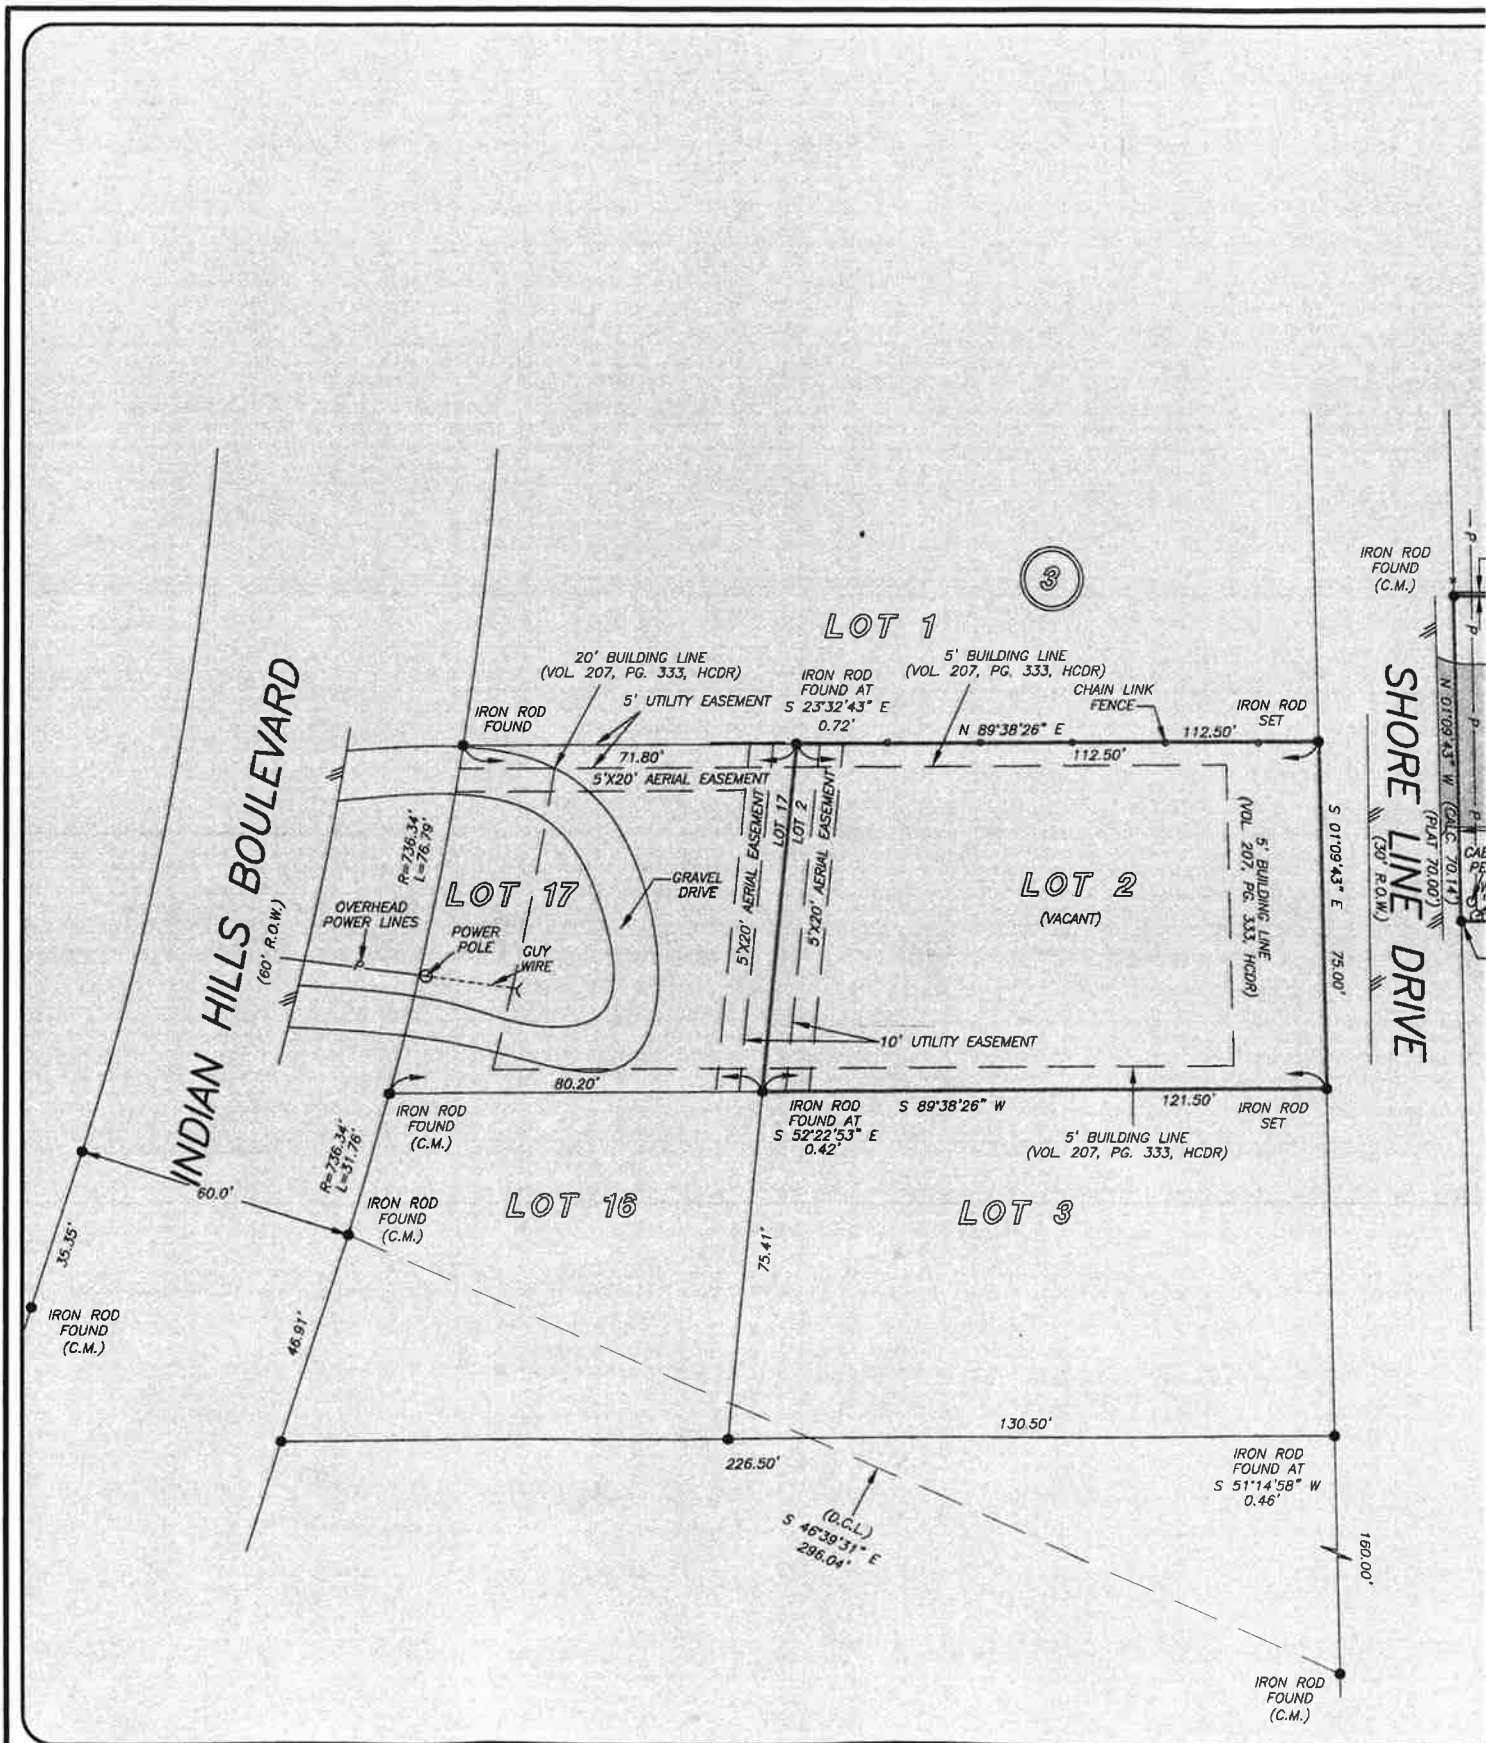 3
LOT 1
20' BUILDING LINE
(VOL. 207, PG. 333, HCDR)
5' UTILITY EASEMENT
IRON ROD
FOUND
IRON ROD
FOUND AT
S 23°32'43" E
0.72'
5' BUILDING LINE
(VOL. 207, PG. 333, HCDR)
CHAIN LINK
FENCE
N 89°38'26" E
112.50'
112.50'
IRON ROD
SET
IRON ROD
FOUND
(C.M.)
P
P
P
P
N 01°09'43" W (CALC 70.14')
(PLAT 70.00')
SHORE LINE DRIVE
(30' R.O.W.)
S 01°09'43" E 75.00'
71.80'
5'X20' AERIAL EASEMENT
5'X20' AERIAL EASEMENT
LOT 17
LOT 2
5'X20' AERIAL EASEMENT
5' BUILDING LINE
(VOL. 207, PG. 333, HCDR)
LOT 2
(VACANT)
INDIAN HILLS BOULEVARD
(60' R.O.W.)
R=736.34'
L=76.79'
LOT 17
GRAVEL
DRIVE
OVERHEAD
POWER LINES
P
POWER
POLE
GUY
WIRE
10' UTILITY EASEMENT
80.20'
IRON ROD
FOUND
(C.M.)
IRON ROD
FOUND AT
S 52°22'53" E
0.42'
S 89°38'26" W
121.50'
IRON ROD
SET
5' BUILDING LINE
(VOL. 207, PG. 333, HCDR)
R=736.34'
L=31.76'
60.0'
IRON ROD
FOUND
(C.M.)
LOT 16
LOT 3
35.35'
IRON ROD
FOUND
(C.M.)
46.91'
75.41'
130.50'
226.50'
IRON ROD
FOUND AT
S 51°14'58" W
0.46'
(D.C.L.)
S 46°39'31" E
296.04'
160.00'
IRON ROD
FOUND
(C.M.)